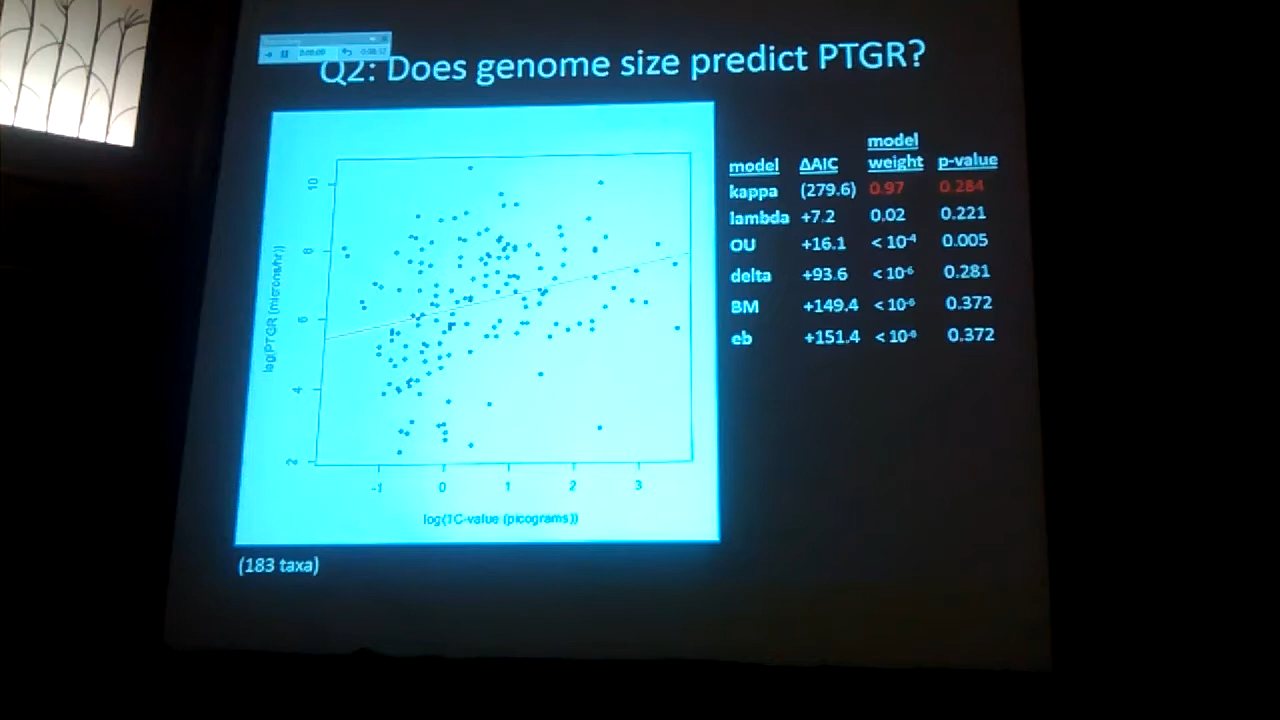 0:00:00
Q2: Does genome size predict PTGR?
10
8
6
4
2
log(PTGR (microns/hr))
-1 0 1 2 3
log(1C-value (picograms))
(183 taxa)
model ΔAIC model weight p-value
kappa (279.6) 0.97 0.284
lambda +7.2 0.02 0.221
OU +16.1 < 10⁻⁴ 0.005
delta +93.6 < 10⁻⁶ 0.281
BM +149.4 < 10⁻⁶ 0.372
eb +151.4 < 10⁻⁶ 0.372